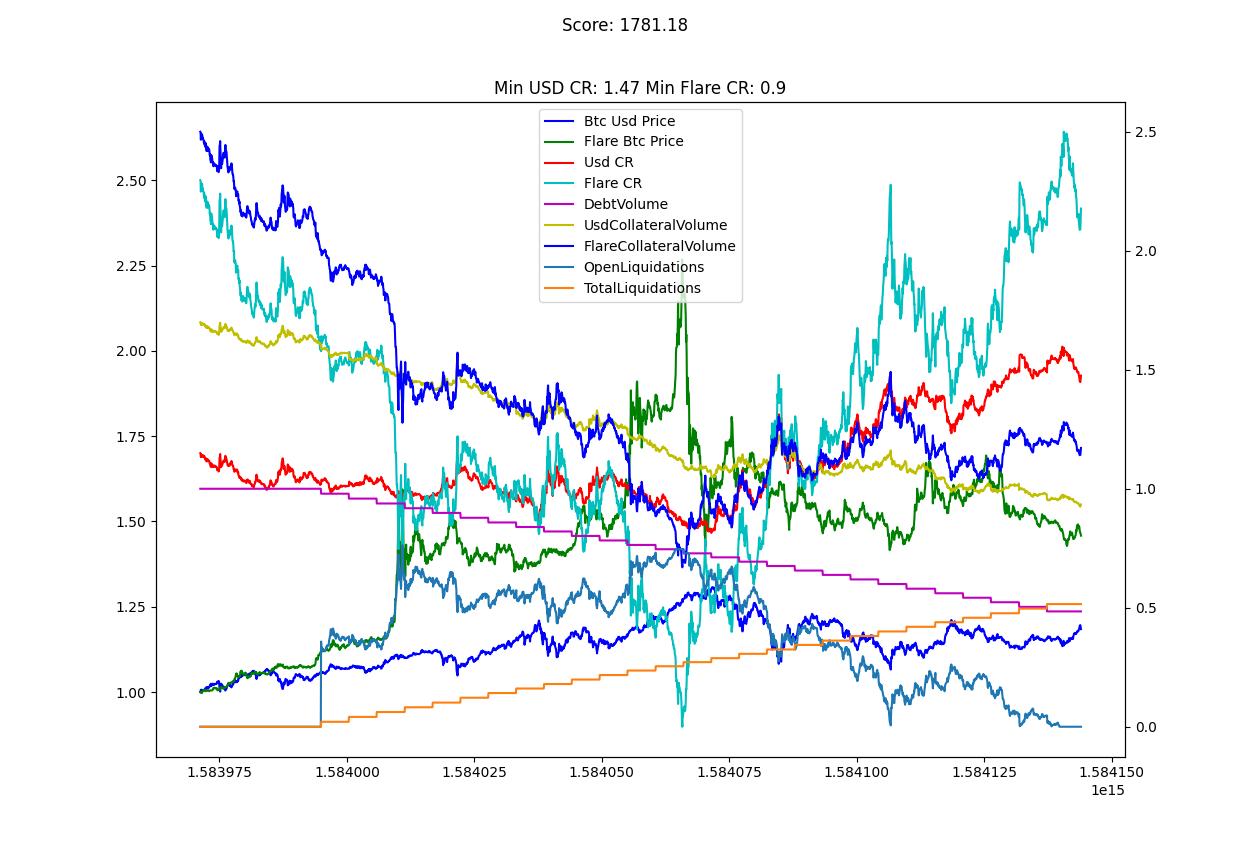 Score: 1781.18
Min USD CR: 1.47 Min Flare CR: 0.9
Btc Usd Price
Flare Btc Price
Usd CR
Flare CR
DebtVolume
UsdCollateralVolume
FlareCollateralVolume
OpenLiquidations
TotalLiquidations
2.50
2.25
2.00
1.75
1.50
1.25
1.00
2.5
2.0
1.5
1.0
0.5
0.0
1.583975 1.584000 1.584025 1.584050 1.584075 1.584100 1.584125 1.584150
1e15